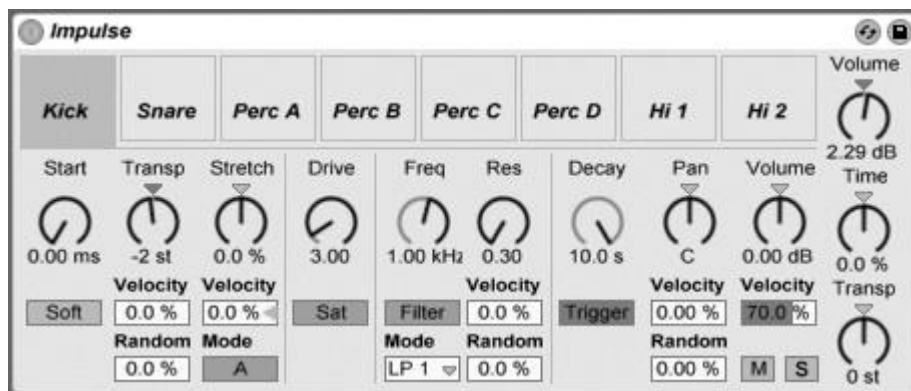 Impulse
Volume
Kick Snare Perc A Perc B Perc C Perc D Hi 1 Hi 2
2.29 dB
Start Transp Stretch Drive Freq Res Decay Pan Volume Time
0.00 ms -2 st 0.0 % 3.00 1.00 kHz 0.30 10.0 s C 0.00 dB 0.0 %
Velocity Velocity Velocity Velocity Velocity Transp
Soft 0.0 % 0.0 % Sat Filter 0.0 % Trigger 0.00 % 70.0 %
Random Mode Mode Random Random
0.0 % A LP 1 0.0 % 0.00 % M S 0 st